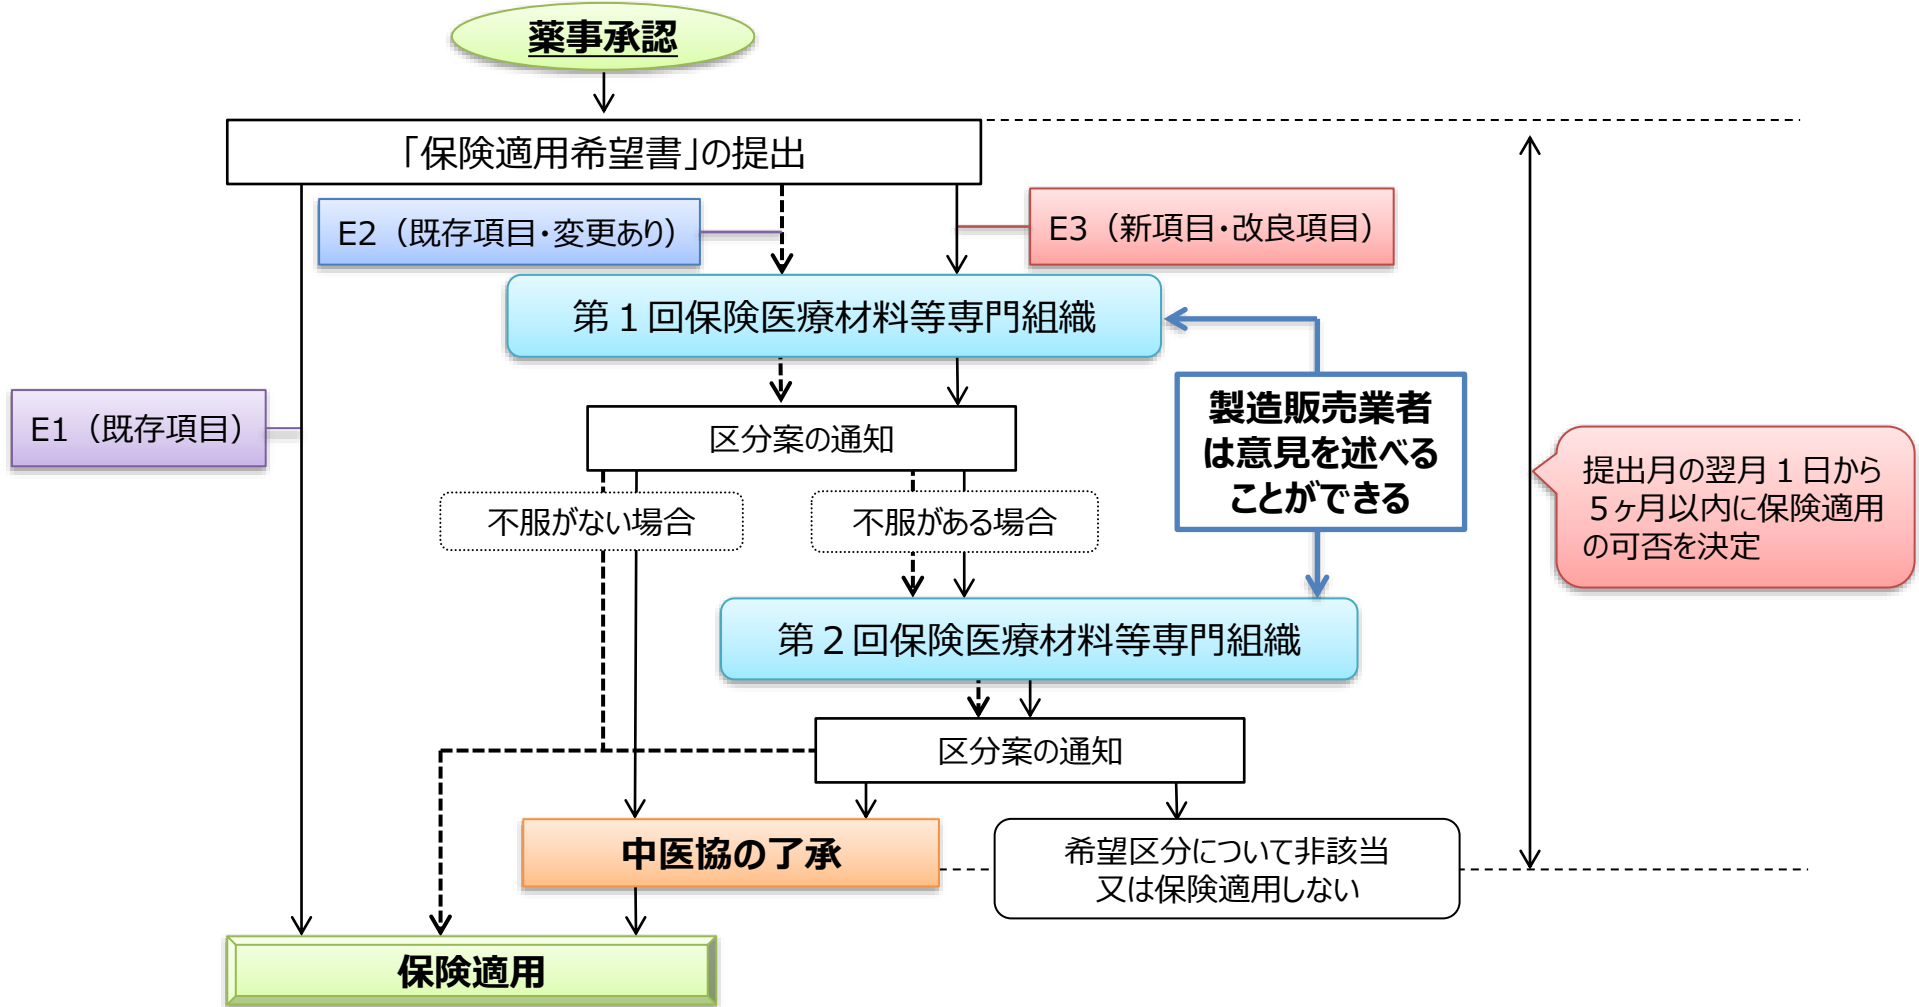 薬事承認
「保険適用希望書」の提出
E2（既存項目・変更あり）
E3（新項目・改良項目）
第１回保険医療材料等専門組織
E1（既存項目）
区分案の通知
製造販売業者
は意見を述べる
ことができる
不服がない場合
不服がある場合
提出月の翌月１日から
５ヶ月以内に保険適用
の可否を決定
第２回保険医療材料等専門組織
区分案の通知
中医協の了承
希望区分について非該当
又は保険適用しない
保険適用